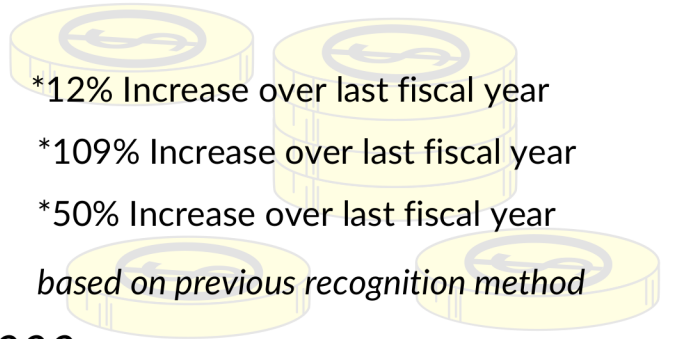 *12% Increase over last fiscal year
*109% Increase over last fiscal year
*50% Increase over last fiscal year
based on previous recognition method